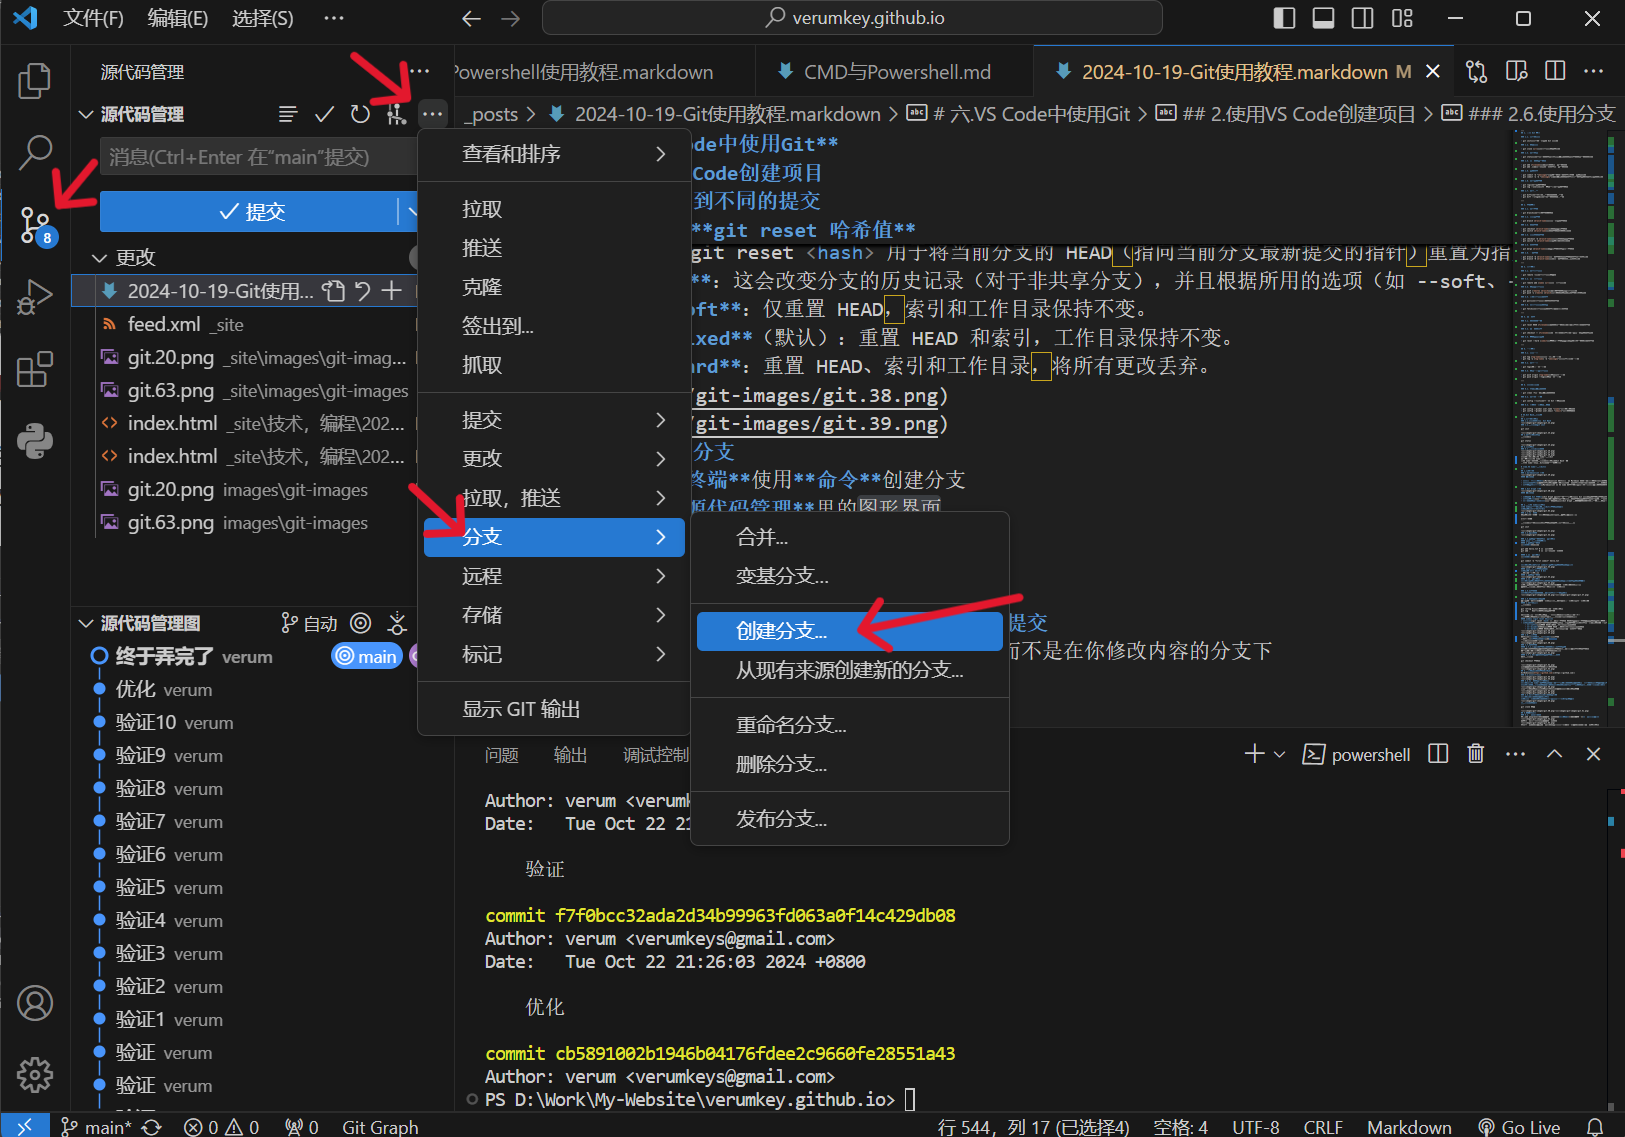 文件(F) 编辑(E) 选择(S) ··· verumkey.github.io
源代码管理 ···
Powershell使用教程.markdown CMD与Powershell.md 2024-10-19-Git使用教程.markdown M
源代码管理
_posts > 2024-10-19-Git使用教程.markdown > # 六.VS Code中使用Git > ## 2.使用VS Code创建项目 > ### 2.6.使用分支
消息(Ctrl+Enter 在“main”提交)
提交
8
更改
2024-10-19-Git使用...
feed.xml _site
git.20.png _site\images\git-imag...
git.63.png _site\images\git-images
index.html _site\技术，编程\202...
index.html _site\技术，编程\202...
git.20.png images\git-images
git.63.png images\git-images
源代码管理图 自动
终于弄完了 verum main
优化 verum
验证10 verum
验证9 verum
验证8 verum
验证7 verum
验证6 verum
验证5 verum
验证4 verum
验证3 verum
验证2 verum
验证1 verum
验证 verum
验证 verum
查看和排序
拉取
推送
克隆
签出到...
抓取
提交
更改
拉取，推送
分支
远程
存储
标记
显示 GIT 输出
合并...
变基分支...
创建分支...
从现有来源创建新的分支...
重命名分支...
删除分支...
发布分支...
ode中使用Git**
Code创建项目
到不同的提交
**git reset 哈希值**
git reset <hash> 用于将当前分支的 HEAD（指向当前分支最新提交的指针）重置为指
**：这会改变分支的历史记录（对于非共享分支），并且根据所用的选项（如 --soft、
oft**：仅重置 HEAD，索引和工作目录保持不变。
ixed**（默认）：重置 HEAD 和索引，工作目录保持不变。
ard**：重置 HEAD、索引和工作目录，将所有更改丢弃。
/git-images/git.38.png)
/git-images/git.39.png)
分支
终端**使用**命令**创建分支
源代码管理**里的图形界面
提交
而不是在你修改内容的分支下
问题 输出 调试控制 powershell
Author: verum <verumk
Date: Tue Oct 22 21
验证
commit f7f0bcc32ada2d34b99963fd063a0f14c429db08
Author: verum <verumkeys@gmail.com>
Date: Tue Oct 22 21:26:03 2024 +0800
优化
commit cb5891002b1946b04176fdee2c9660fe28551a43
Author: verum <verumkeys@gmail.com>
PS D:\Work\My-Website\verumkey.github.io>
main* 0 0 0 Git Graph 行 544，列 17 (已选择4) 空格: 4 UTF-8 CRLF Markdown Go Live